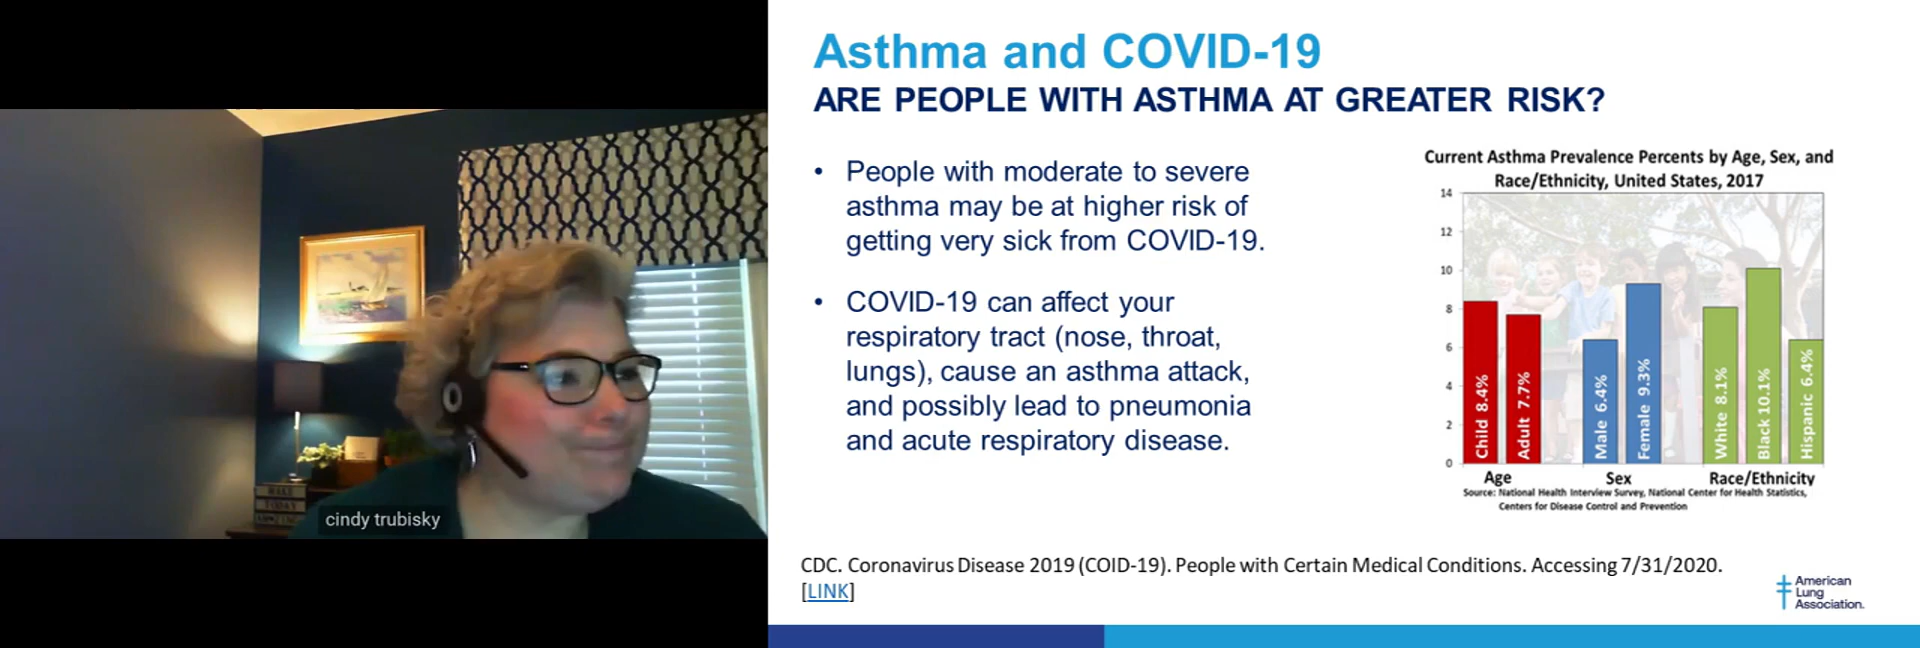 Asthma and COVID-19
ARE PEOPLE WITH ASTHMA AT GREATER RISK?
• People with moderate to severe
asthma may be at higher risk of
getting very sick from COVID-19.
• COVID-19 can affect your
respiratory tract (nose, throat,
lungs), cause an asthma attack,
and possibly lead to pneumonia
and acute respiratory disease.
Current Asthma Prevalence Percents by Age, Sex, and
Race/Ethnicity, United States, 2017
14
12
10
8
6
4
2
0
Child 8.4%
Adult 7.7%
Male 6.4%
Female 9.3%
White 8.1%
Black 10.1%
Hispanic 6.4%
Age
Sex
Race/Ethnicity
Source: National Health Interview Survey, National Center for Health Statistics,
Centers for Disease Control and Prevention
CDC. Coronavirus Disease 2019 (COID-19). People with Certain Medical Conditions. Accessing 7/31/2020.
[LINK]
American
Lung
Association.
cindy trubisky
MAKE
TODAY